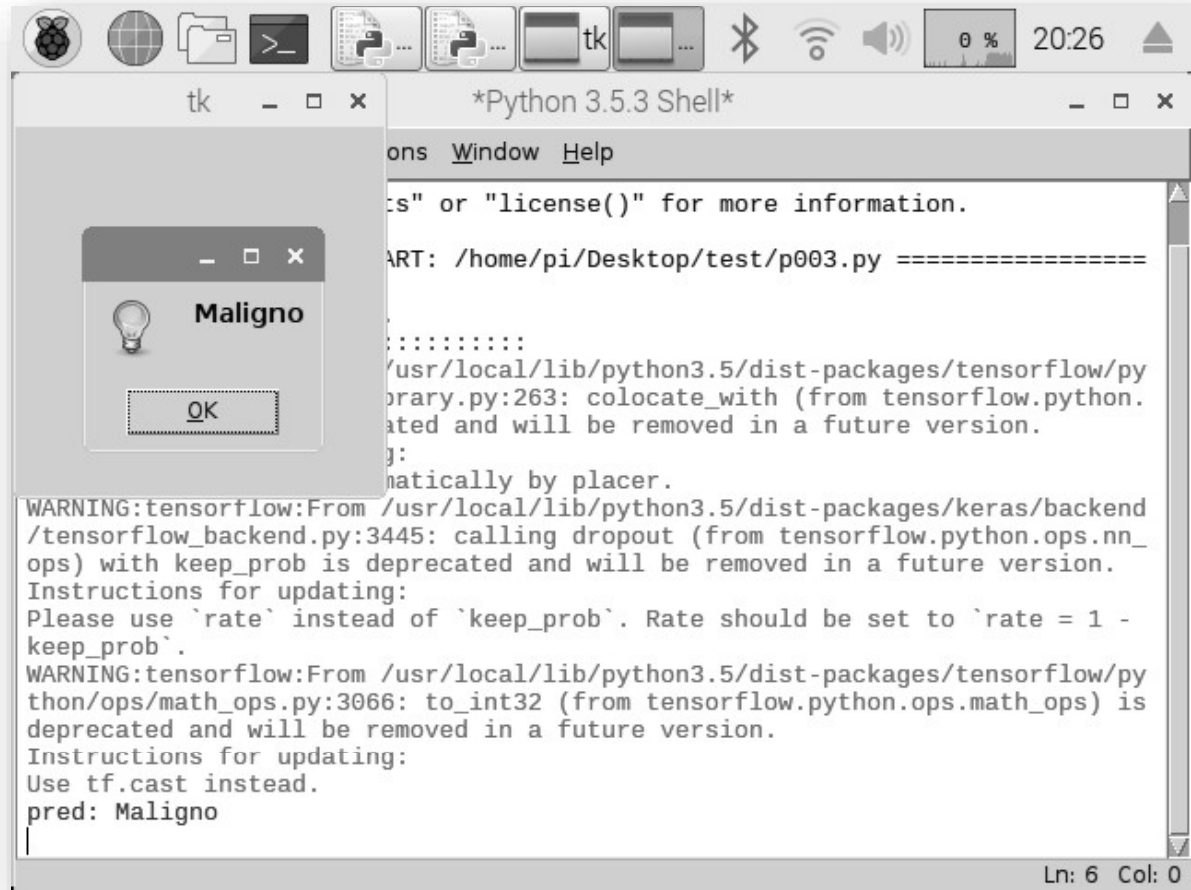 ... ... tk ... 0 % 20:26
tk
*Python 3.5.3 Shell*
ons Window Help
Maligno
OK
s" or "license()" for more information.
ART: /home/pi/Desktop/test/p003.py =================
.
::::::::::
/usr/local/lib/python3.5/dist-packages/tensorflow/py
brary.py:263: colocate_with (from tensorflow.python.
ated and will be removed in a future version.
g:
matically by placer.
WARNING:tensorflow:From /usr/local/lib/python3.5/dist-packages/keras/backend
/tensorflow_backend.py:3445: calling dropout (from tensorflow.python.ops.nn_
ops) with keep_prob is deprecated and will be removed in a future version.
Instructions for updating:
Please use `rate` instead of `keep_prob`. Rate should be set to `rate = 1 -
keep_prob`.
WARNING:tensorflow:From /usr/local/lib/python3.5/dist-packages/tensorflow/py
thon/ops/math_ops.py:3066: to_int32 (from tensorflow.python.ops.math_ops) is
deprecated and will be removed in a future version.
Instructions for updating:
Use tf.cast instead.
pred: Maligno
Ln: 6 Col: 0